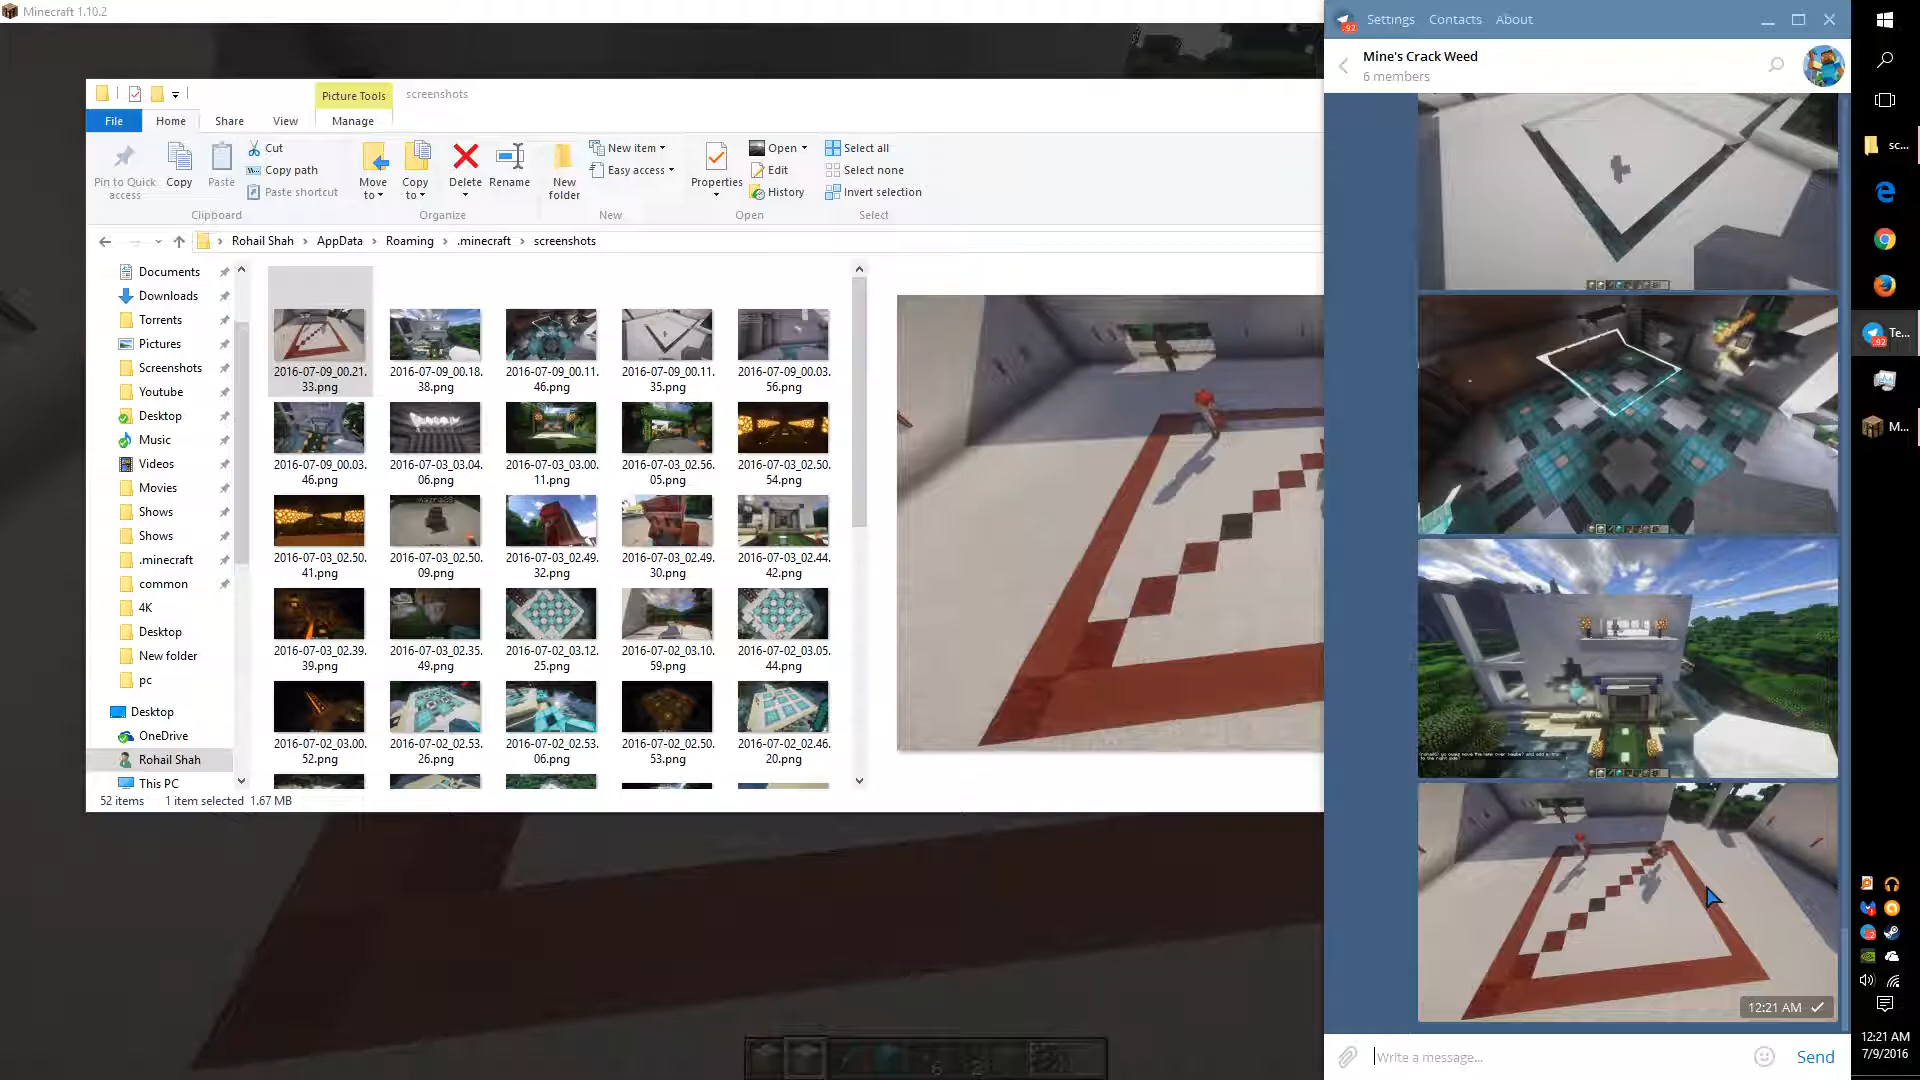 Minecraft 1.10.2
Picture Tools
screenshots
File
Home
Share
View
Manage
Pin to Quick access
Copy
Paste
Cut
Copy path
Paste shortcut
Clipboard
Move to
Copy to
Delete
Rename
Organize
New folder
New item
Easy access
New
Properties
Open
Edit
History
Open
Select all
Select none
Invert selection
Select
Rohail Shah
AppData
Roaming
.minecraft
screenshots
Documents
Downloads
Torrents
Pictures
Screenshots
Youtube
Desktop
Music
Videos
Movies
Shows
Shows
.minecraft
common
4K
Desktop
New folder
pc
Desktop
OneDrive
Rohail Shah
This PC
2016-07-09_00.21.33.png
2016-07-09_00.18.38.png
2016-07-09_00.11.46.png
2016-07-09_00.11.35.png
2016-07-09_00.03.56.png
2016-07-09_00.03.46.png
2016-07-03_03.04.06.png
2016-07-03_03.00.11.png
2016-07-03_02.56.05.png
2016-07-03_02.50.54.png
2016-07-03_02.50.41.png
2016-07-03_02.50.09.png
2016-07-03_02.49.32.png
2016-07-03_02.49.30.png
2016-07-03_02.44.42.png
2016-07-03_02.39.39.png
2016-07-03_02.35.49.png
2016-07-02_03.12.25.png
2016-07-02_03.10.59.png
2016-07-02_03.05.44.png
2016-07-02_03.00.52.png
2016-07-02_02.53.26.png
2016-07-02_02.53.06.png
2016-07-02_02.50.53.png
2016-07-02_02.46.20.png
52 items
1 item selected 1.67 MB
92
Settings
Contacts
About
Mine's Crack Weed
6 members
12:21 AM
Write a message...
Send
sc...
Te...
92
M...
12:21 AM
7/9/2016